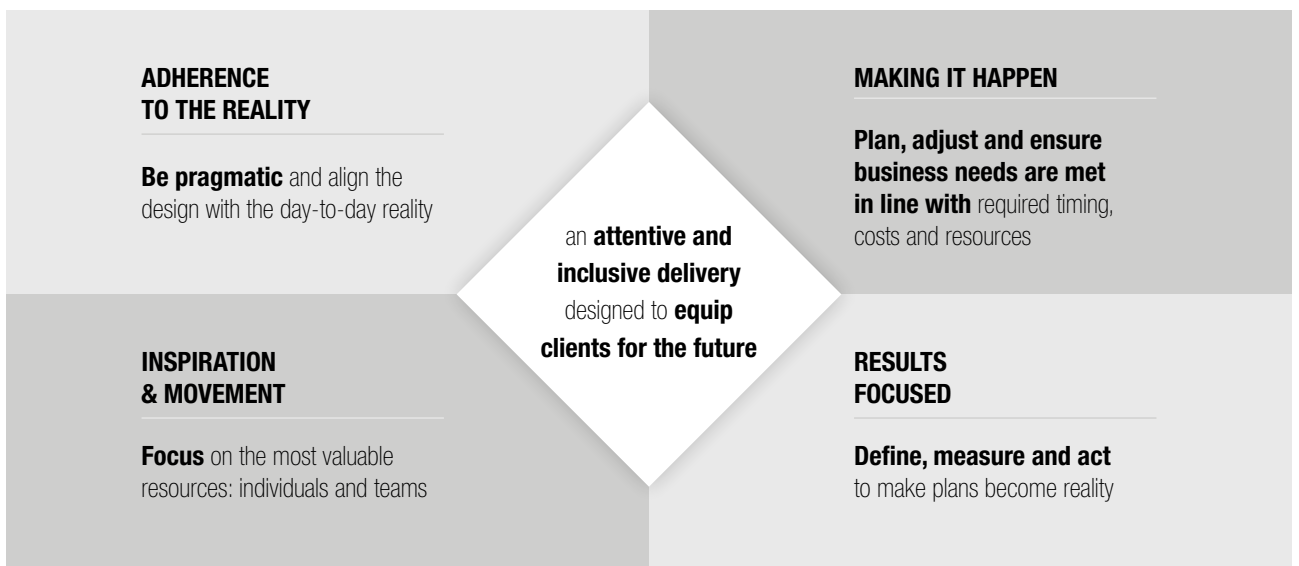 ADHERENCE
TO THE REALITY
Be pragmatic and align the
design with the day-to-day reality
MAKING IT HAPPEN
Plan, adjust and ensure
business needs are met
in line with required timing,
costs and resources
an attentive and
inclusive delivery
designed to equip
clients for the future
INSPIRATION
& MOVEMENT
Focus on the most valuable
resources: individuals and teams
RESULTS
FOCUSED
Define, measure and act
to make plans become reality